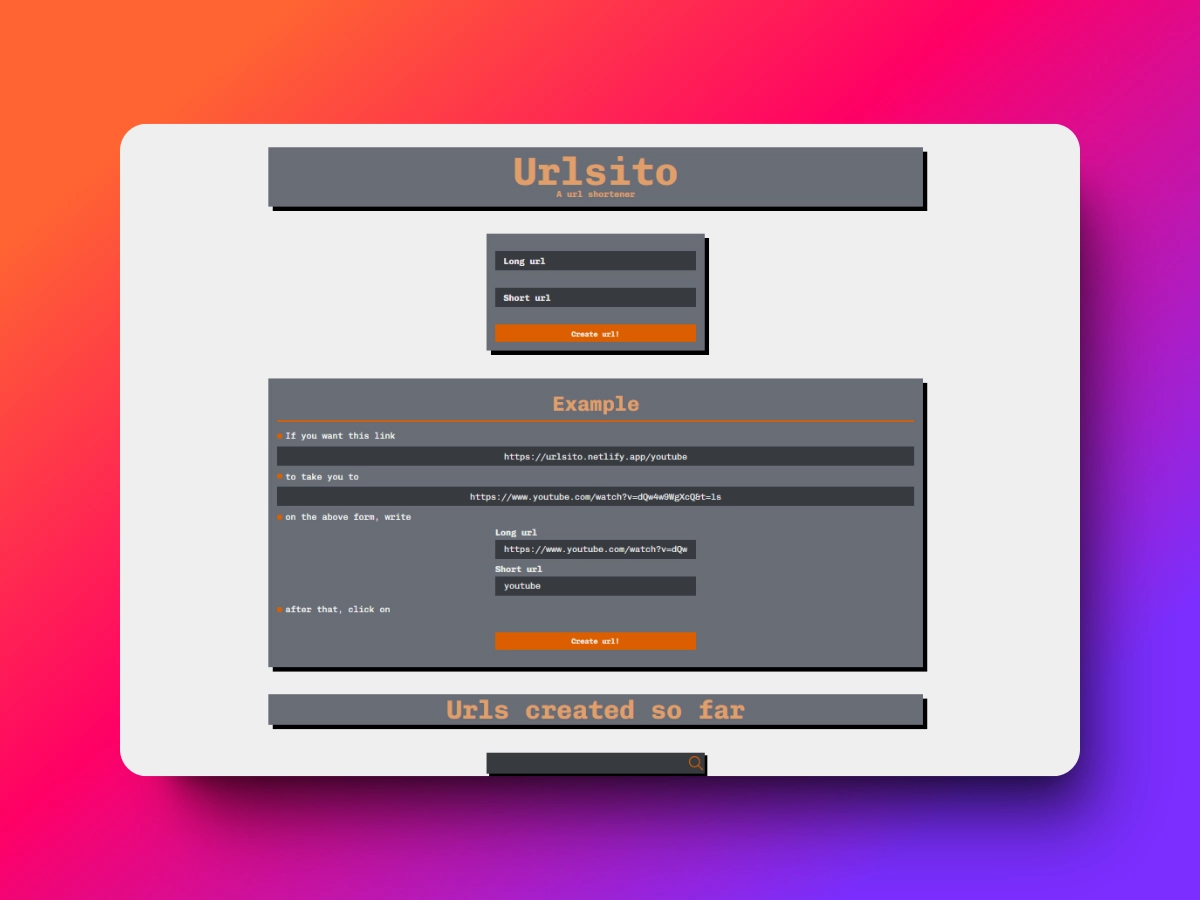 Urlsito
A url shortener
Long url
Short url
Create url!
Example
If you want this link
https://urlsito.netlify.app/youtube
to take you to
https://www.youtube.com/watch?v=dQw4w9WgXcQ&t=1s
on the above form, write
Long url
https://www.youtube.com/watch?v=dQw
Short url
youtube
after that, click on
Create url!
Urls created so far